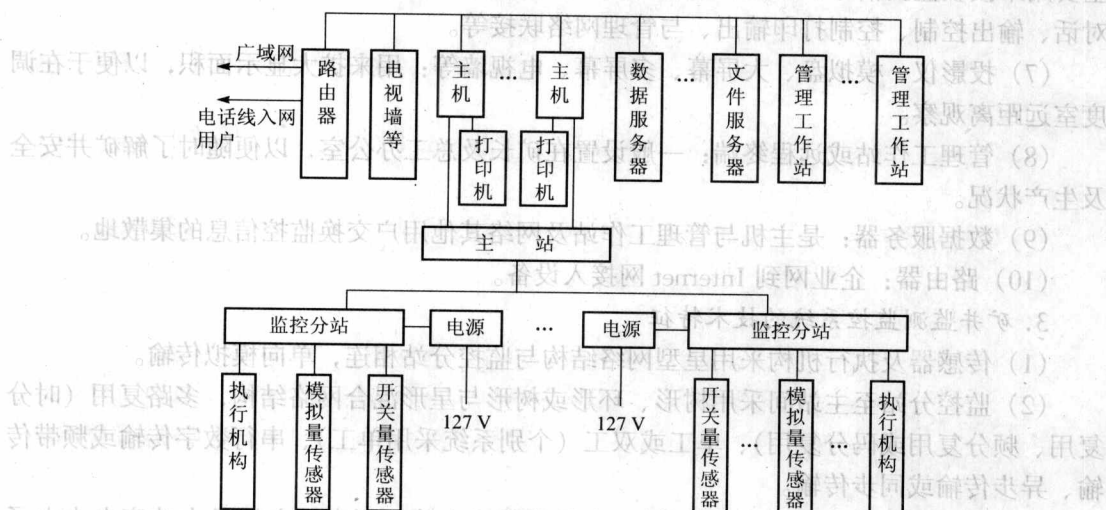 对话、输出控制、控制打印输出、与管理网络联接等。
(7) 投影仪、模拟盘、大屏幕、多屏幕、电视墙等：用来扩大显示面积，以便于在调
度室远距离观察。
(8) 管理工作站或远程终端：一般设置在矿长及总工办公室，以便随时了解矿井安全
及生产状况。
(9) 数据服务器：是主机与管理工作站及网络其他用户交换监控信息的集散地。
(10) 路由器：企业网到 Internet 网接入设备。
3. 矿井监测监控系统的技术特征
(1) 传感器及执行机构采用星型网络结构与监控分站相连，单向模拟传输。
(2) 监控分站至主站间采用树形、环形或树形与星形混合网络结构，多路复用（时分
复用、频分复用或码分复用），单工或双工（个别系统采用单工），串行数字传输或频带传
输、异步传输或同步传输
广域网
电话线入网
用户
路由器
电视墙等
主机
...
主机
打印机
打印机
数据服务器
...
文件服务器
管理工作站
...
管理工作站
主 站
监控分站
电源
...
电源
监控分站
执行机构
模拟量传感器
...
开关量传感器
127 V
127 V
开关量传感器
...
模拟量传感器
...
执行机构